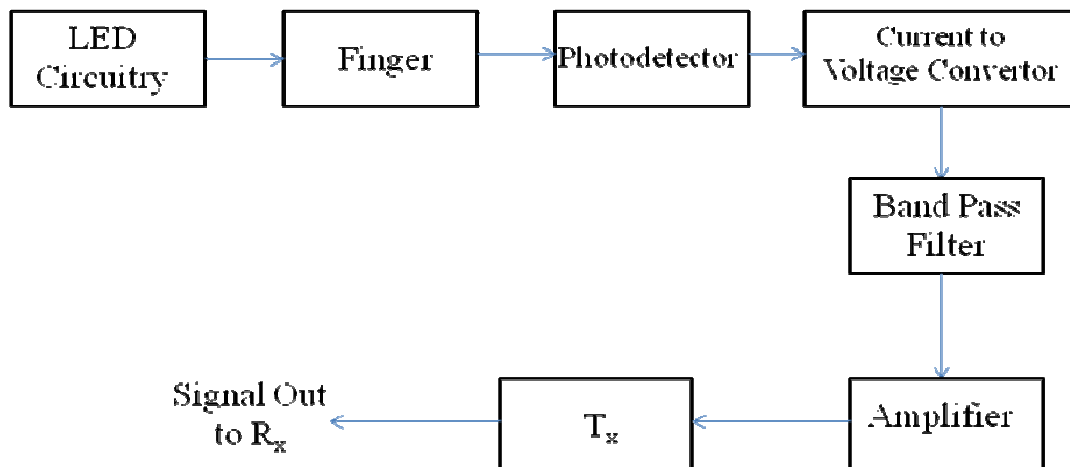 LED
Circuitry
Finger
Photodetector
Current to
Voltage Convertor
Band Pass
Filter
Amplifier
Tₓ
Signal Out
to Rₓ